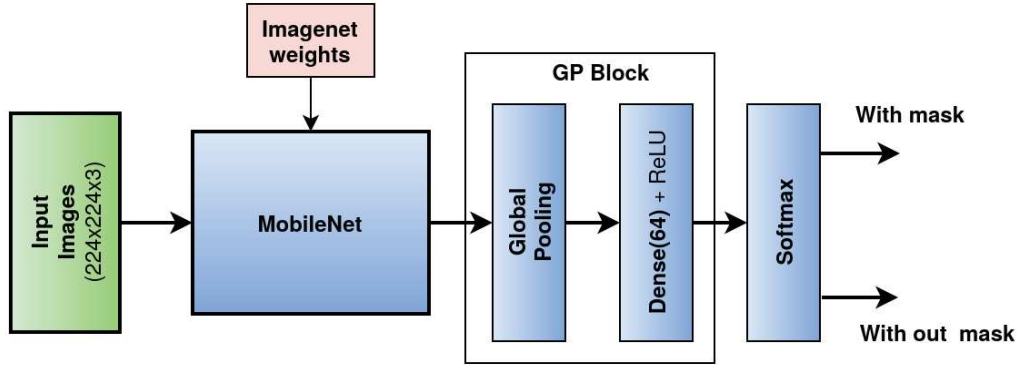 Imagenet
weights
GP Block
Input
Images
(224x224x3)
MobileNet
Global
Pooling
Dense(64) + ReLU
Softmax
With mask
With out  mask